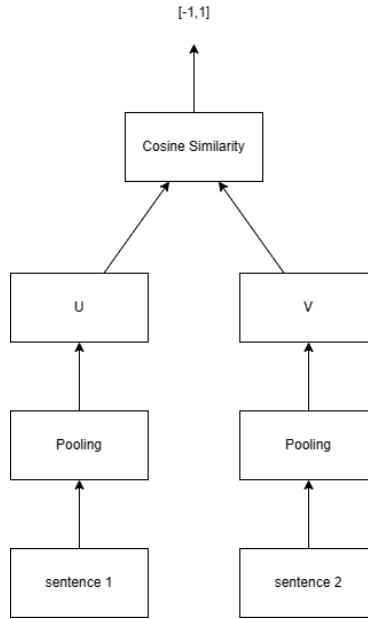 [-1,1]
Cosine Similarity
U
V
Pooling
Pooling
sentence 1
sentence 2